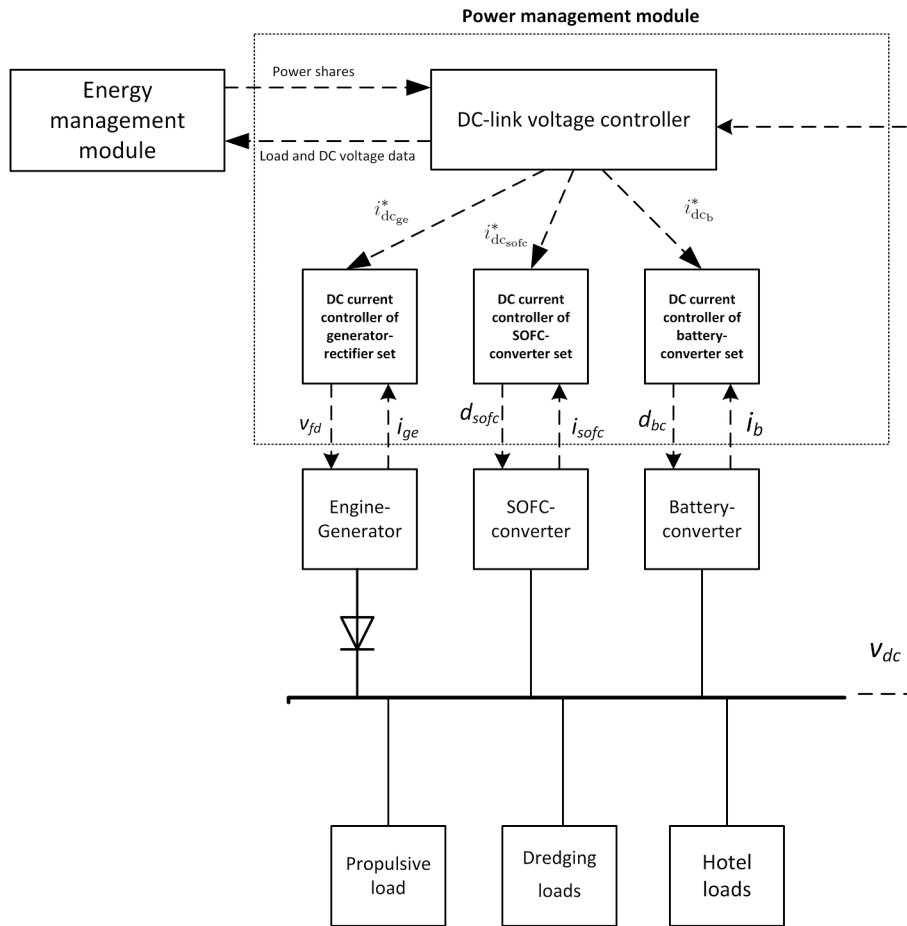 Power management module
Energy
management
module
Power shares
Load and DC voltage data
DC-link voltage controller
i*dcge
i*dcsofc
i*dcb
DC current
controller of
generator-
rectifier set
DC current
controller of
SOFC-
converter set
DC current
controller of
battery-
converter set
vfd
ige
dsofc
isofc
dbc
ib
Engine-
Generator
SOFC-
converter
Battery-
converter
vdc
Propulsive
load
Dredging
loads
Hotel
loads